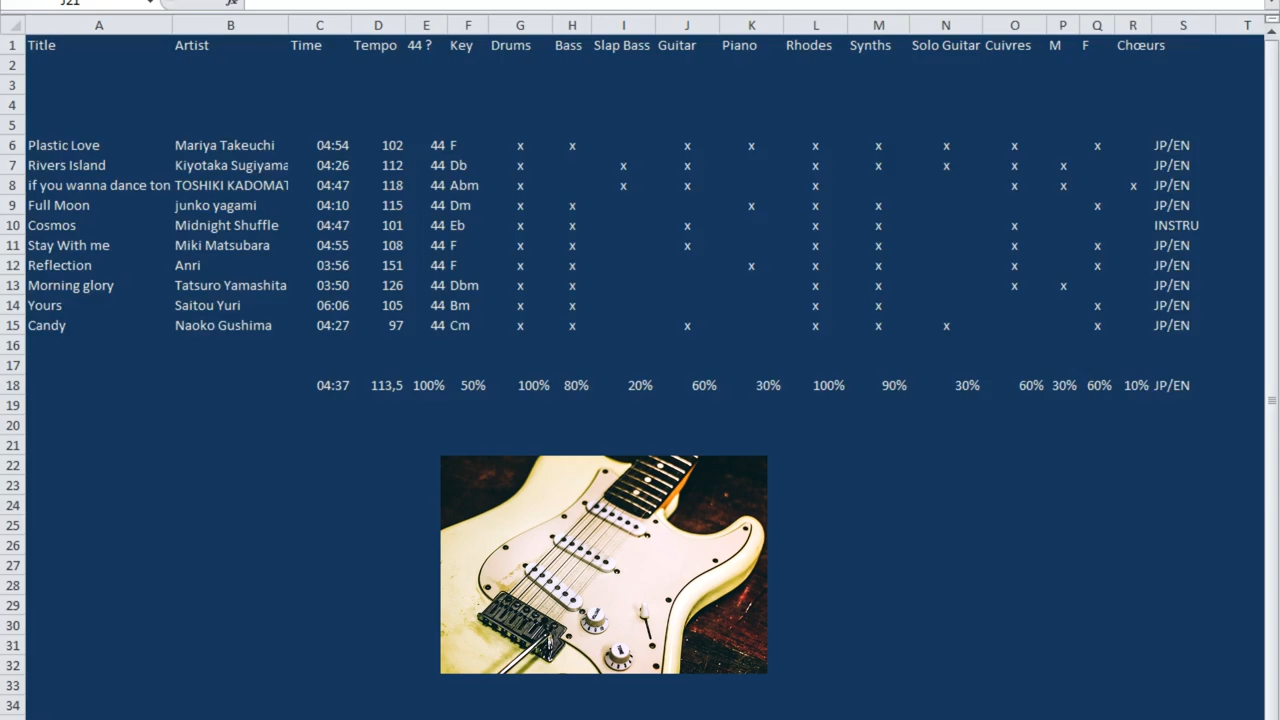 J21
A B C D E F G H I J K L M N O P Q R S T
1 Title Artist Time Tempo 44 ? Key Drums Bass Slap Bass Guitar Piano Rhodes Synths Solo Guitar Cuivres M F Chœurs
2
3
4
5
6 Plastic Love Mariya Takeuchi 04:54 102 44 F x x x x x x x x x JP/EN
7 Rivers Island Kiyotaka Sugiyama 04:26 112 44 Db x x x x x x x x JP/EN
8 if you wanna dance ton TOSHIKI KADOMAT 04:47 118 44 Abm x x x x x x x JP/EN
9 Full Moon junko yagami 04:10 115 44 Dm x x x x x x JP/EN
10 Cosmos Midnight Shuffle 04:47 101 44 Eb x x x x x x INSTRU
11 Stay With me Miki Matsubara 04:55 108 44 F x x x x x x x JP/EN
12 Reflection Anri 03:56 151 44 F x x x x x x x JP/EN
13 Morning glory Tatsuro Yamashita 03:50 126 44 Dbm x x x x x x JP/EN
14 Yours Saitou Yuri 06:06 105 44 Bm x x x x x JP/EN
15 Candy Naoko Gushima 04:27 97 44 Cm x x x x x x x JP/EN
16
17
18 04:37 113,5 100% 50% 100% 80% 20% 60% 30% 100% 90% 30% 60% 30% 60% 10% JP/EN
19
20
21
22
23
24
25
26
27
28
29
30
31
32
33
34